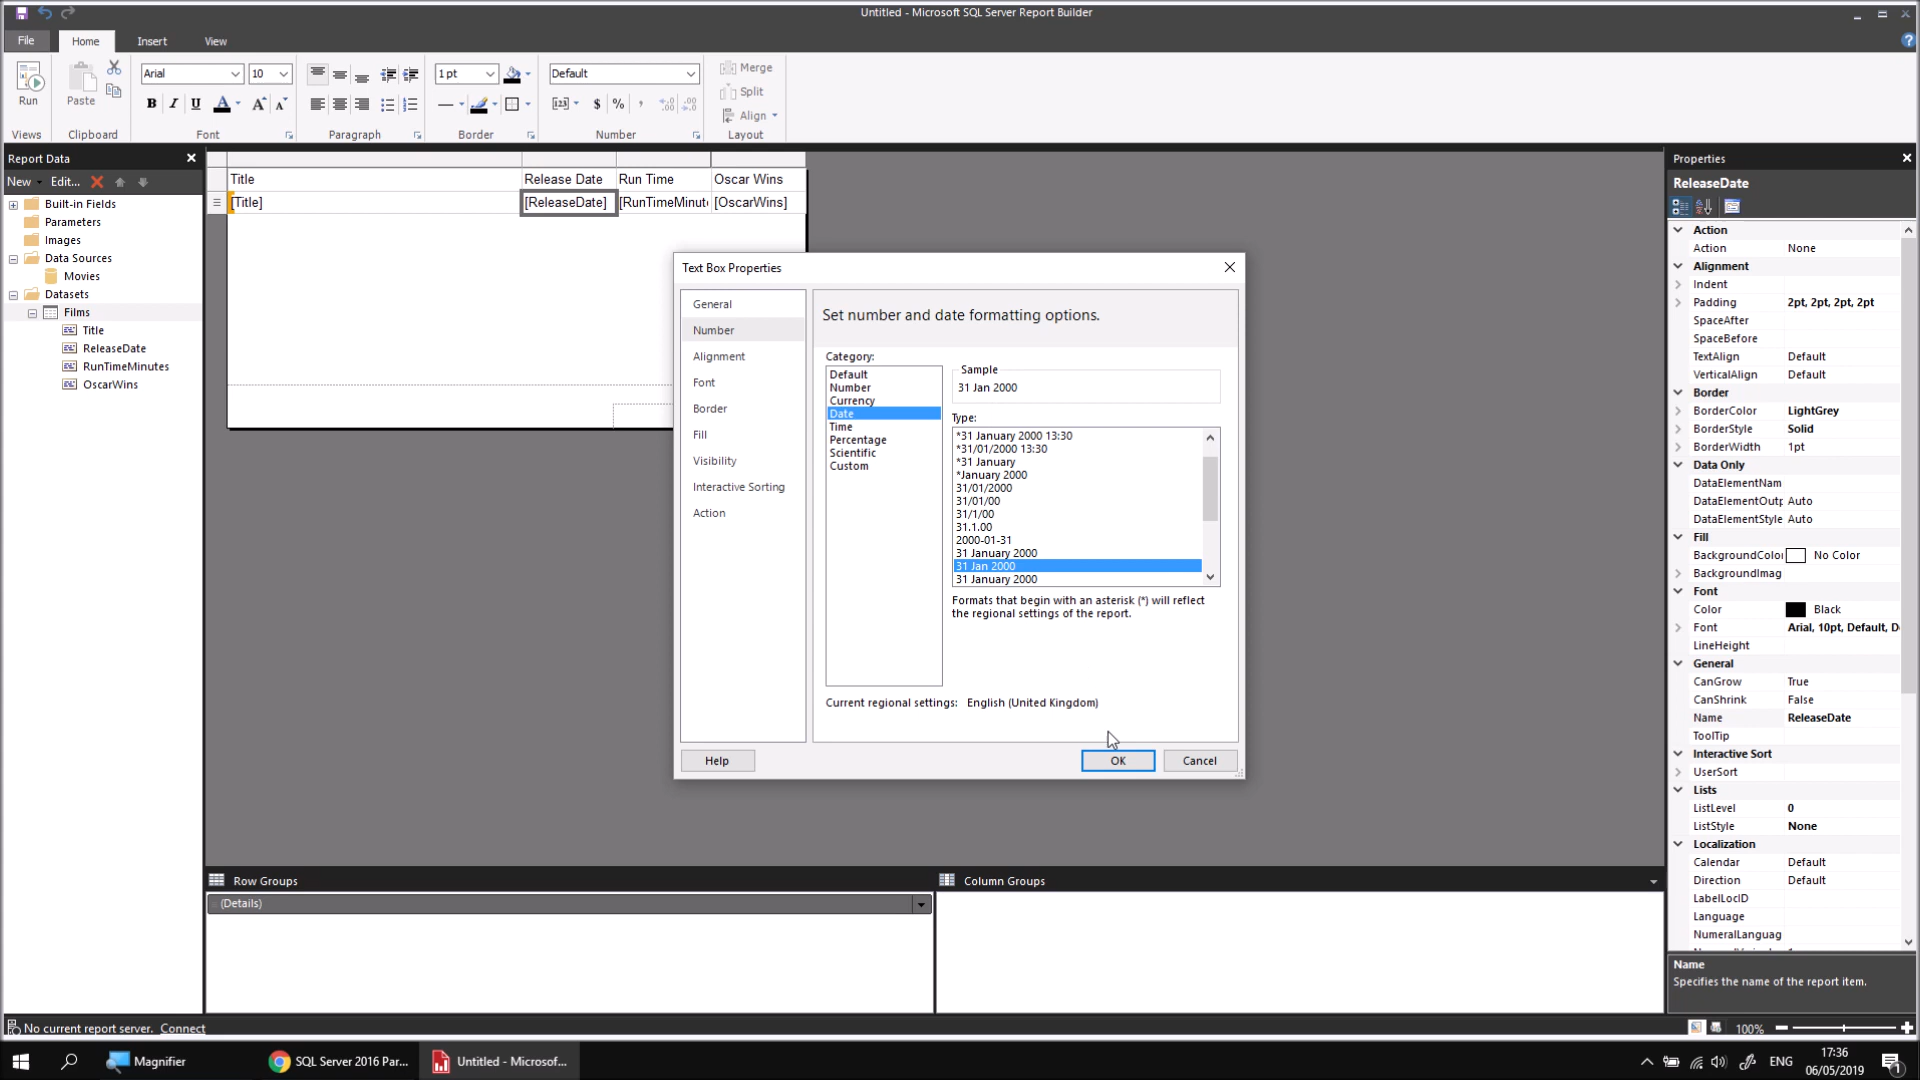 Untitled - Microsoft SQL Server Report Builder
File
Home
Insert
View
Run
Paste
Arial
10
1 pt
Default
Merge
Split
Align
B I U A A A
[123] $ % ,
Views
Clipboard
Font
Paragraph
Border
Number
Layout
Report Data
New
Edit...
Built-in Fields
Parameters
Images
Data Sources
Movies
Datasets
Films
Title
ReleaseDate
RunTimeMinutes
OscarWins
Title
Release Date
Run Time
Oscar Wins
[Title]
[ReleaseDate]
[RunTimeMinut
[OscarWins]
Text Box Properties
General
Number
Alignment
Font
Border
Fill
Visibility
Interactive Sorting
Action
Set number and date formatting options.
Category:
Default
Number
Currency
Date
Time
Percentage
Scientific
Custom
Sample
31 Jan 2000
Type:
*31 January 2000 13:30
*31/01/2000 13:30
*31 January
*January 2000
31/01/2000
31/01/00
31/1/00
31.1.00
2000-01-31
31 January 2000
31 Jan 2000
31 January 2000
Formats that begin with an asterisk (*) will reflect
the regional settings of the report.
Current regional settings: English (United Kingdom)
Help
OK
Cancel
Properties
ReleaseDate
Action
Action None
Alignment
Indent
Padding 2pt, 2pt, 2pt, 2pt
SpaceAfter
SpaceBefore
TextAlign Default
VerticalAlign Default
Border
BorderColor LightGrey
BorderStyle Solid
BorderWidth 1pt
Data Only
DataElementNam
DataElementOutp Auto
DataElementStyle Auto
Fill
BackgroundColor No Color
BackgroundImag
Font
Color Black
Font Arial, 10pt, Default, D
LineHeight
General
CanGrow True
CanShrink False
Name ReleaseDate
ToolTip
Interactive Sort
UserSort
Lists
ListLevel 0
ListStyle None
Localization
Calendar Default
Direction Default
LabelLocID
Language
NumeralLanguag
Name
Specifies the name of the report item.
Row Groups
(Details)
Column Groups
No current report server. Connect
100%
Magnifier
SQL Server 2016 Par...
Untitled - Microsof...
ENG
17:36
06/05/2019
1